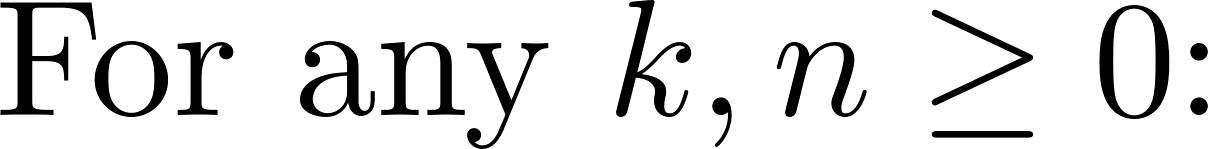 For any k, n ≥ 0: